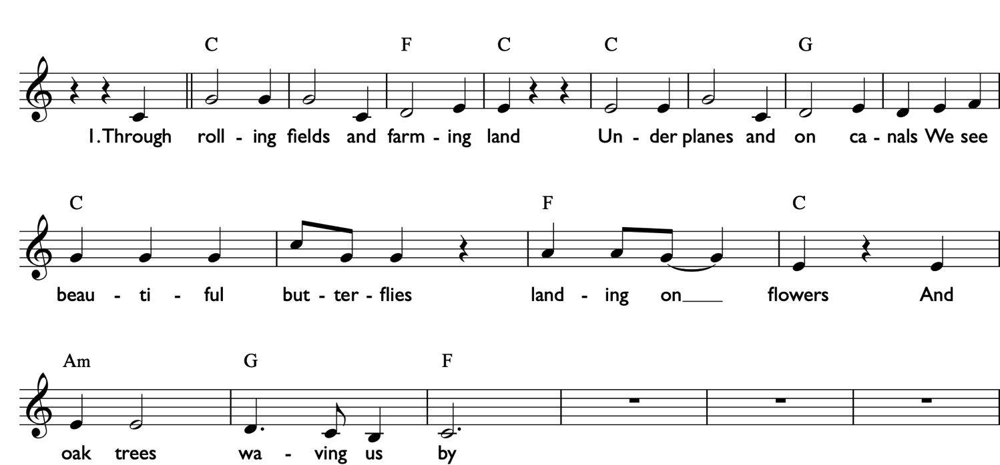 C F C C G
1.Through roll - ing fields and farm - ing land Un - der planes and on ca - nals We see
C F C
beau - ti - ful but - ter - flies land - ing on___ flowers And
Am G F
oak trees wa - ving us by